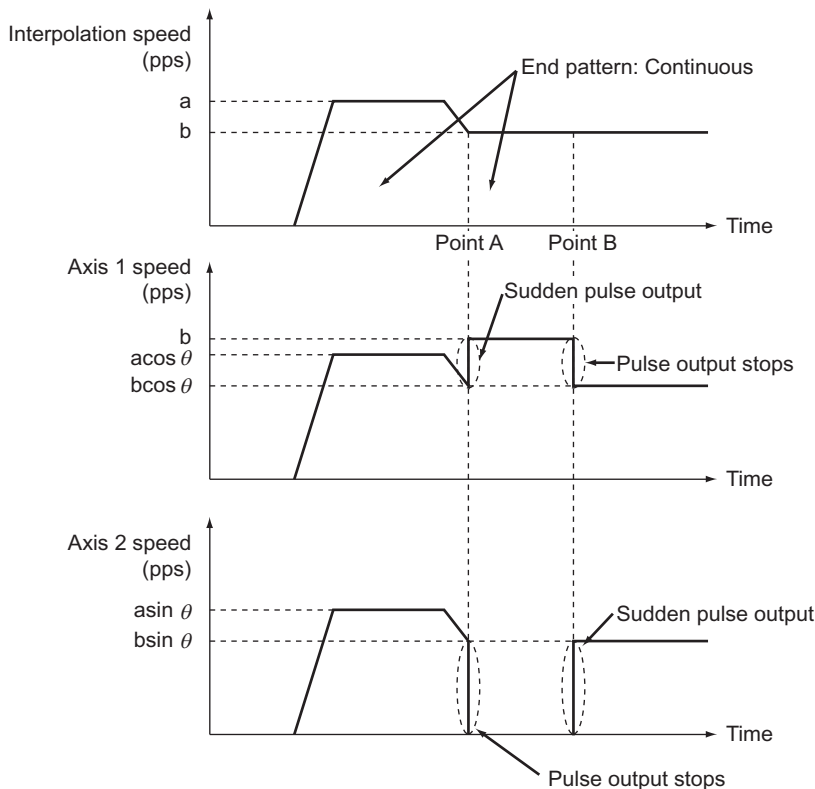 Interpolation speed
(pps)
End pattern: Continuous
a
b
Time
Point A
Point B
Axis 1 speed
(pps)
Sudden pulse output
b
acos θ
Pulse output stops
bcos θ
Time
Axis 2 speed
(pps)
asin θ
Sudden pulse output
bsin θ
Time
Pulse output stops